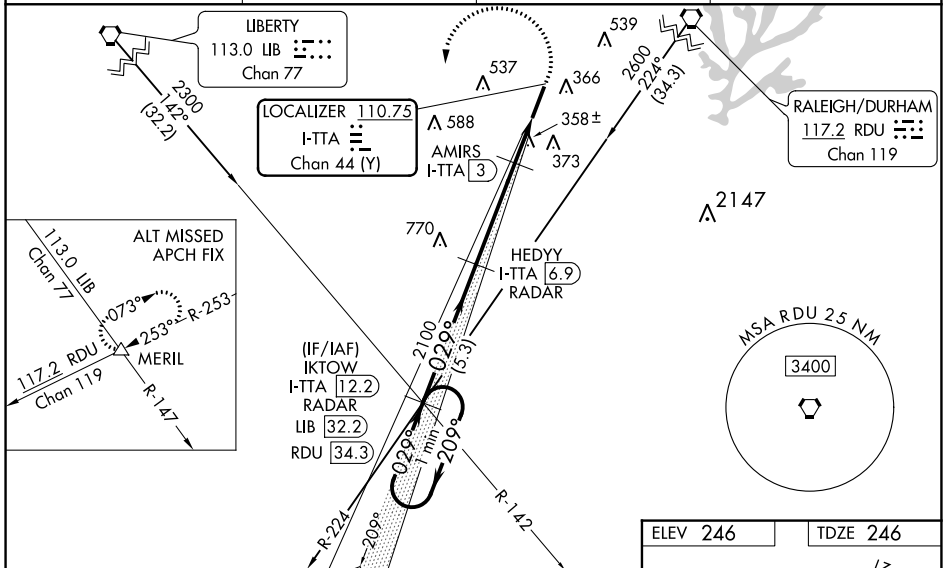 LIBERTY
113.0 LIB
Chan 77
2300
142°
(32.2)
LOCALIZER 110.75
I-TTA
Chan 44 (Y)
537
588
539
366
358±
373
2600
224°
(34.3)
RALEIGH/DURHAM
117.2 RDU
Chan 119
2147
AMIRS
I-TTA 3
770
HEDYY
I-TTA 6.9
RADAR
ALT MISSED
APCH FIX
113.0 LIB
Chan 77
073°
253°
R-253
MERIL
117.2 RDU
Chan 119
R-147
2100
029°
(5.3)
(IF/IAF)
IKTOW
I-TTA 12.2
RADAR
LIB 32.2
RDU 34.3
029°
1 min
209°
R-224
209°
R-142
MSA RDU 25 NM
3400
ELEV 246
TDZE 246